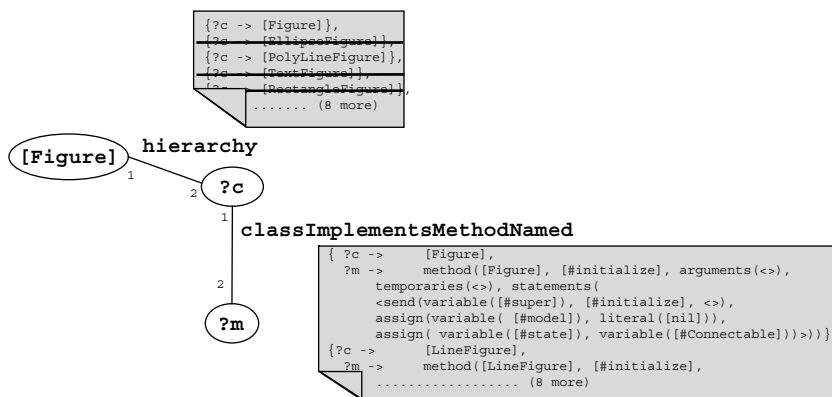 {?c -> [Figure]},
{?c -> [EllipseFigure]},
{?c -> [PolyLineFigure]},
{?c -> [TextFigure]},
{?c -> [RectangleFigure]},
....... (8 more)
hierarchy
[Figure]
1
2
?c
1
classImplementsMethodNamed
2
?m
{ ?c -> [Figure],
?m -> method([Figure], [#initialize], arguments(<>),
temporaries(<>), statements(
<send(variable([#super]), [#initialize], <>),
assign(variable( [#model]), literal([nil])),
assign( variable([#state]), variable([#Connectable]))>))}
{?c -> [LineFigure],
?m -> method([LineFigure], [#initialize],
.................. (8 more)